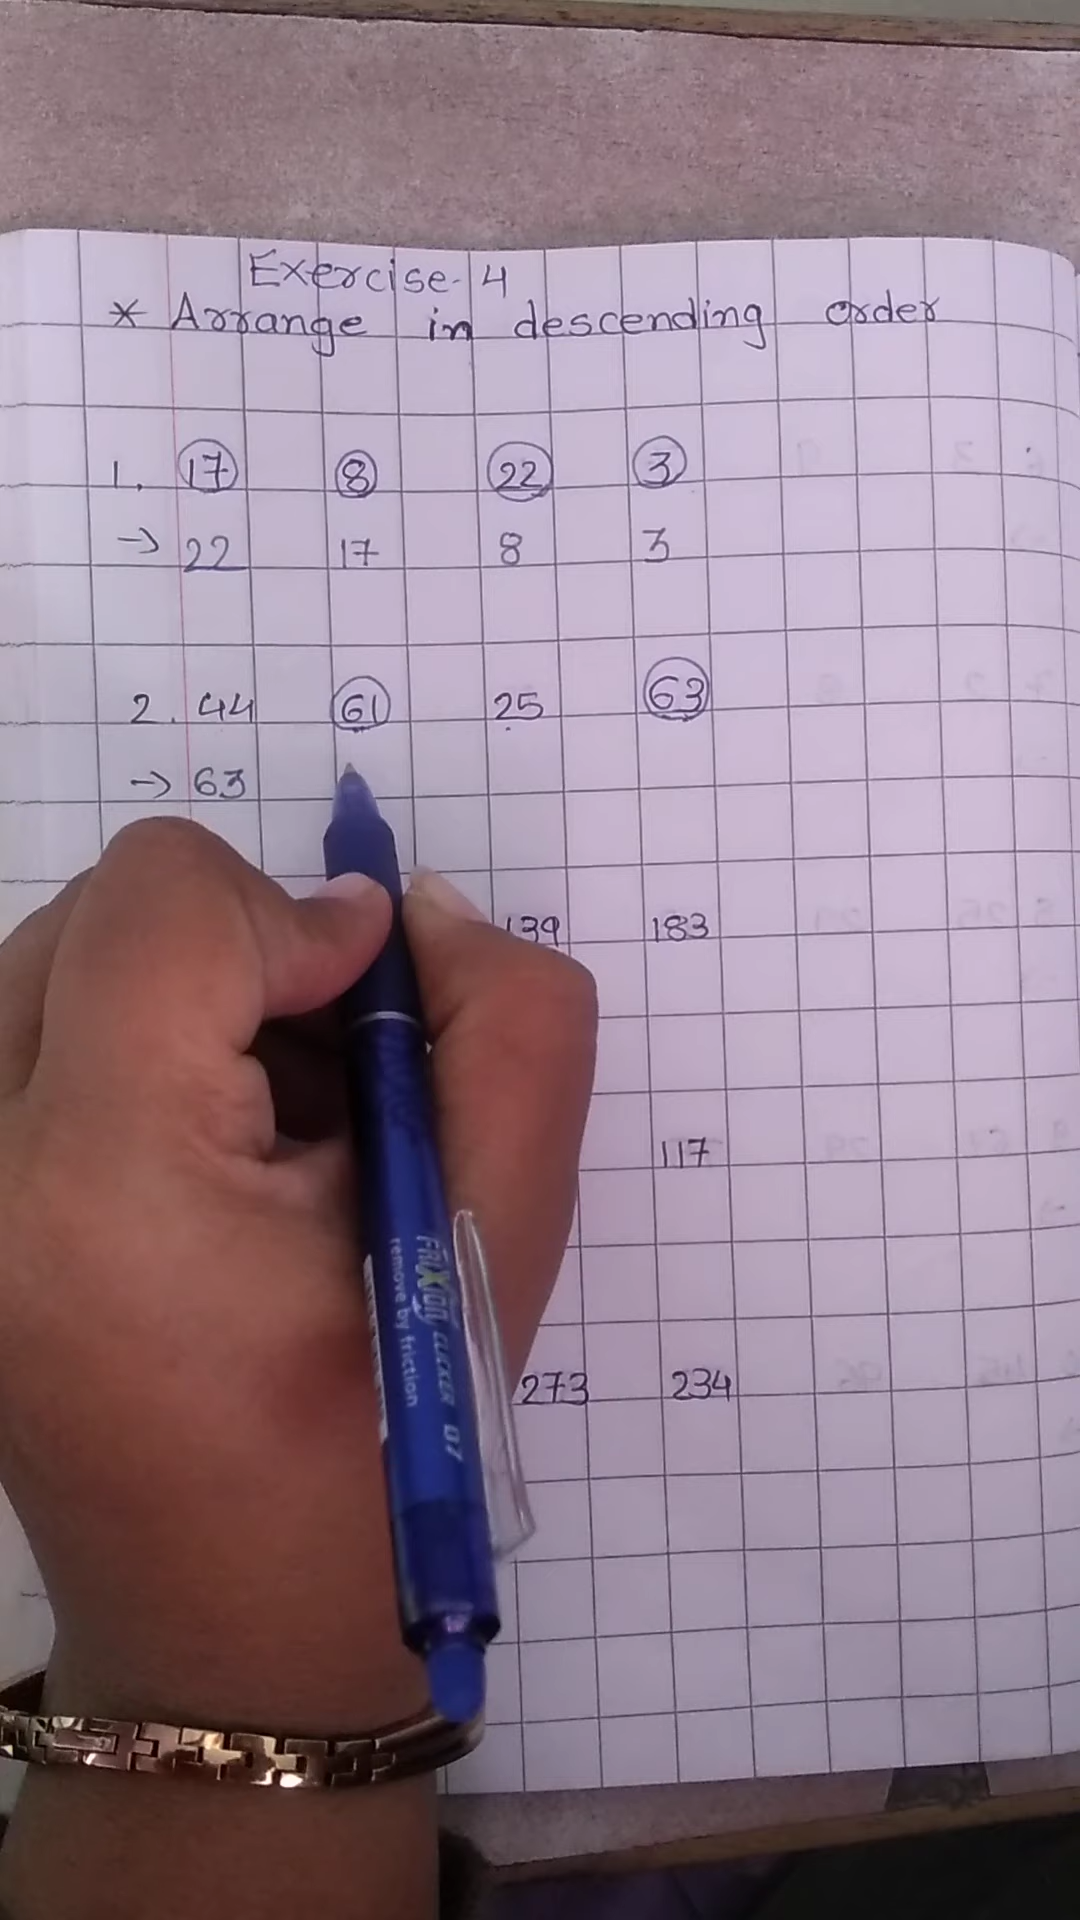 Exercise-4
* Arrange in descending order
1. 17 8 22 3
→ 22 17 8 3
2. 44 61 25 63
→ 63
139 183
117
273 234
FRIXION CLICKER 07
remove by friction